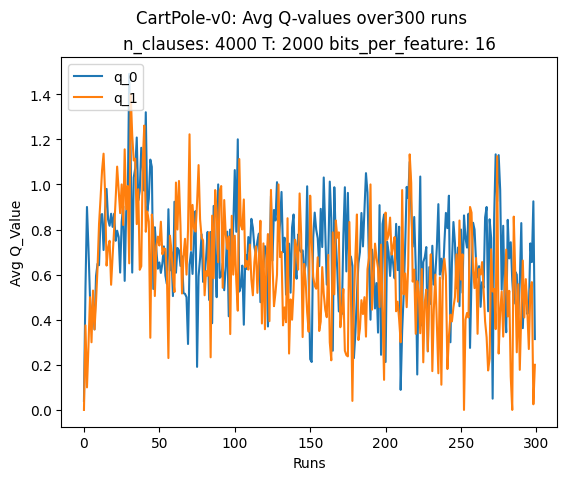 CartPole-v0: Avg Q-values over300 runs
n_clauses: 4000 T: 2000 bits_per_feature: 16
q_0
q_1
Avg Q_Value
1.4
1.2
1.0
0.8
0.6
0.4
0.2
0.0
0 50 100 150 200 250 300
Runs